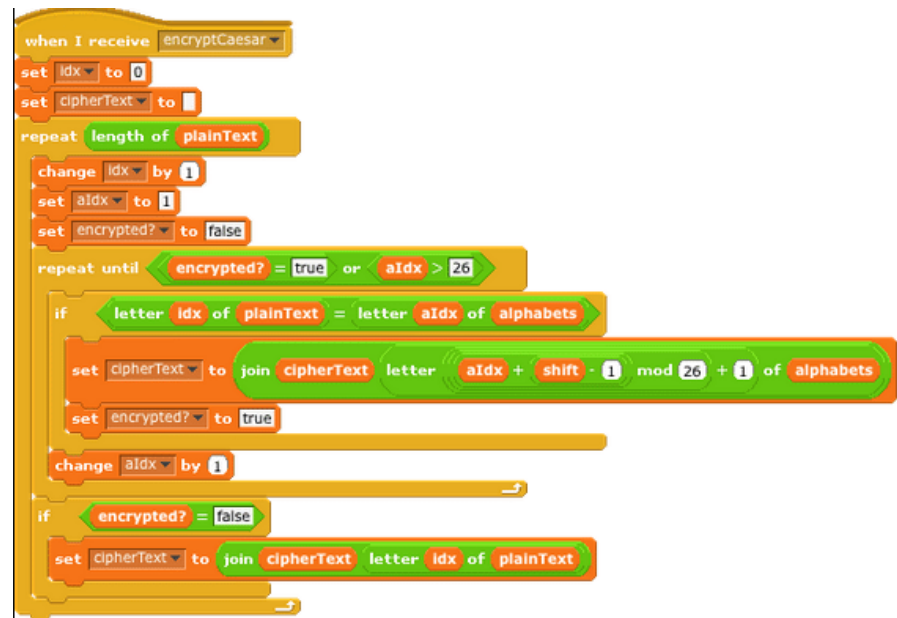 when I receive encryptCaesar
set idx to 0
set cipherText to
repeat length of plainText
change idx by 1
set aIdx to 1
set encrypted? to false
repeat until encrypted? = true or aIdx > 26
if letter idx of plainText = letter aIdx of alphabets
set cipherText to join cipherText letter aIdx + shift - 1 mod 26 + 1 of alphabets
set encrypted? to true
change aIdx by 1
if encrypted? = false
set cipherText to join cipherText letter idx of plainText